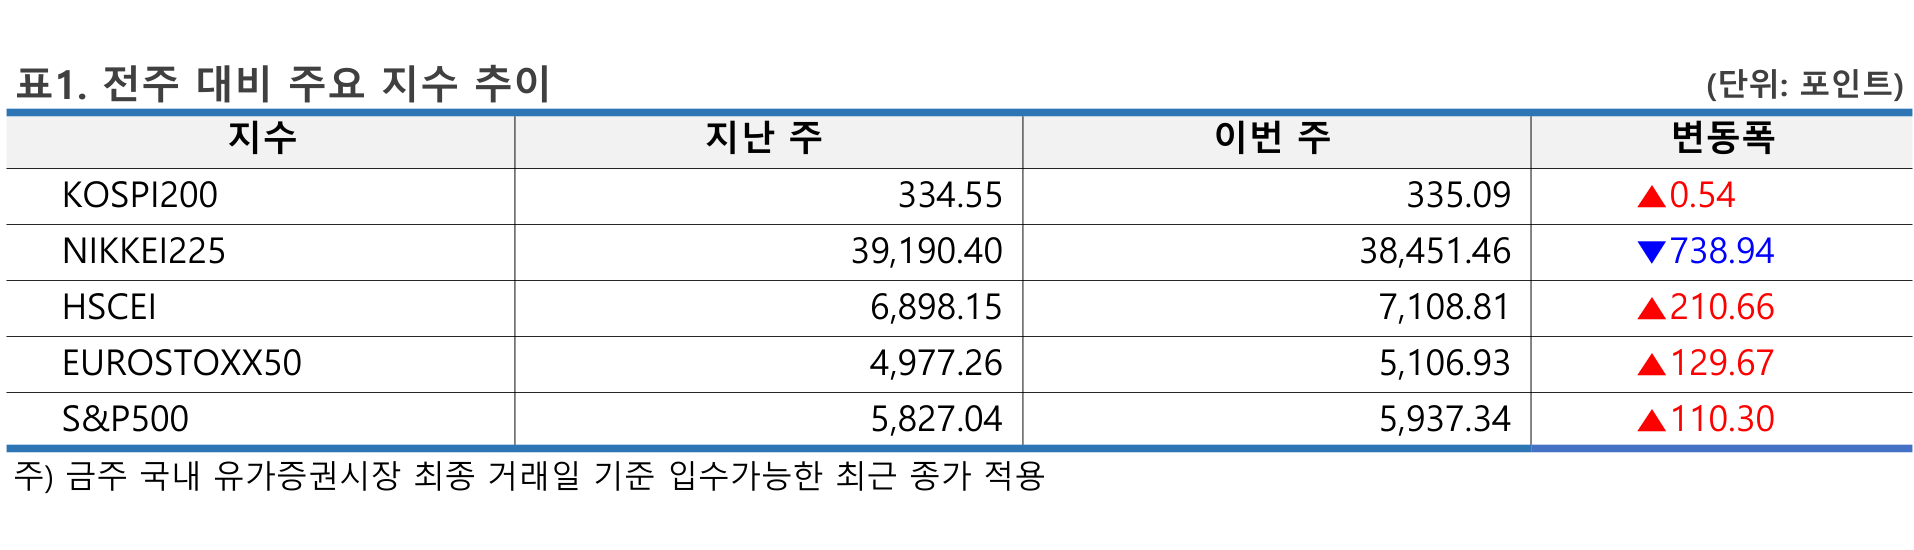 표1. 전주 대비 주요 지수 추이 (단위: 포인트)
지수 지난 주 이번 주 변동폭
KOSPI200 334.55 335.09 ▲0.54
NIKKEI225 39,190.40 38,451.46 ▼738.94
HSCEI 6,898.15 7,108.81 ▲210.66
EUROSTOXX50 4,977.26 5,106.93 ▲129.67
S&P500 5,827.04 5,937.34 ▲110.30
주) 금주 국내 유가증권시장 최종 거래일 기준 입수가능한 최근 종가 적용